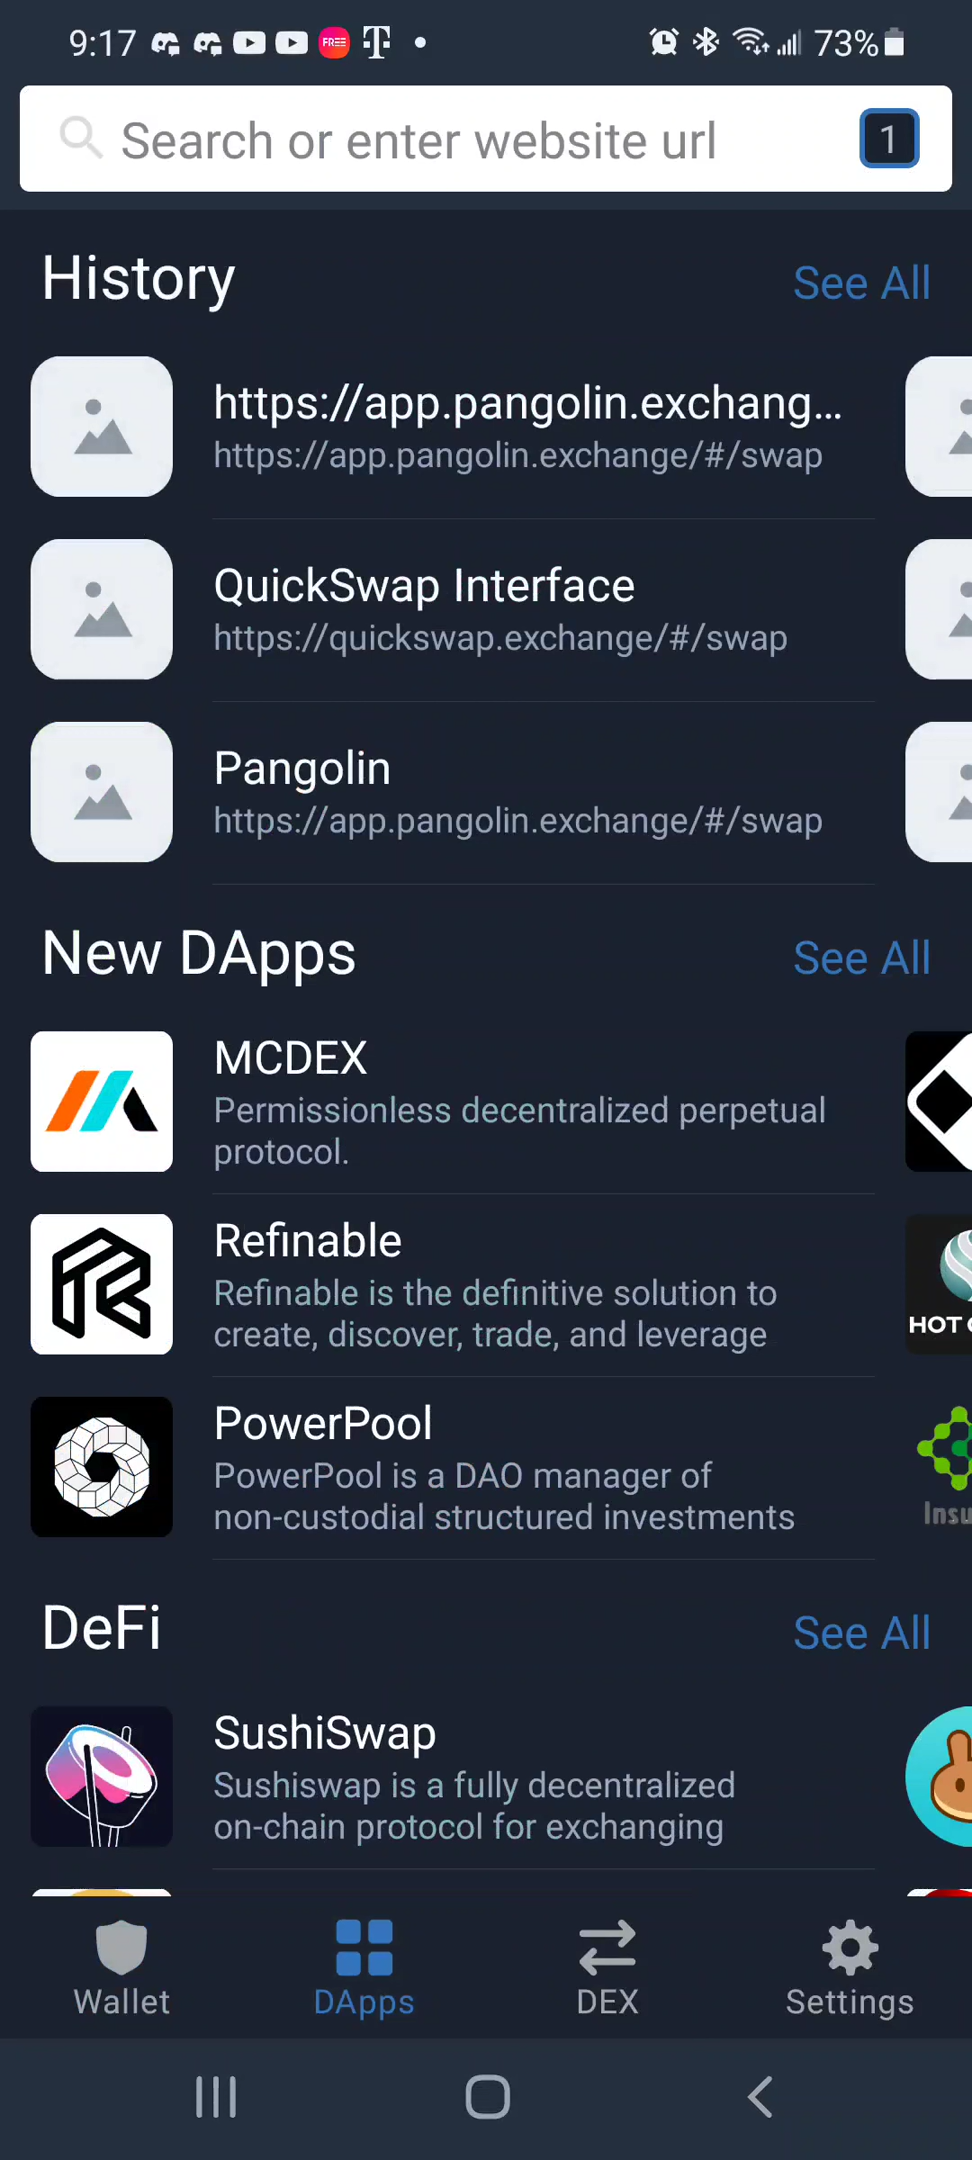 9:17 FREE T 73%
Search or enter website url 1
History See All
https://app.pangolin.exchang...
https://app.pangolin.exchange/#/swap
QuickSwap Interface
https://quickswap.exchange/#/swap
Pangolin
https://app.pangolin.exchange/#/swap
New DApps See All
MCDEX
Permissionless decentralized perpetual
protocol.
Refinable
Refinable is the definitive solution to
create, discover, trade, and leverage
HOT
PowerPool
PowerPool is a DAO manager of
non-custodial structured investments
Insu
DeFi See All
SushiSwap
Sushiswap is a fully decentralized
on-chain protocol for exchanging
Wallet DApps DEX Settings